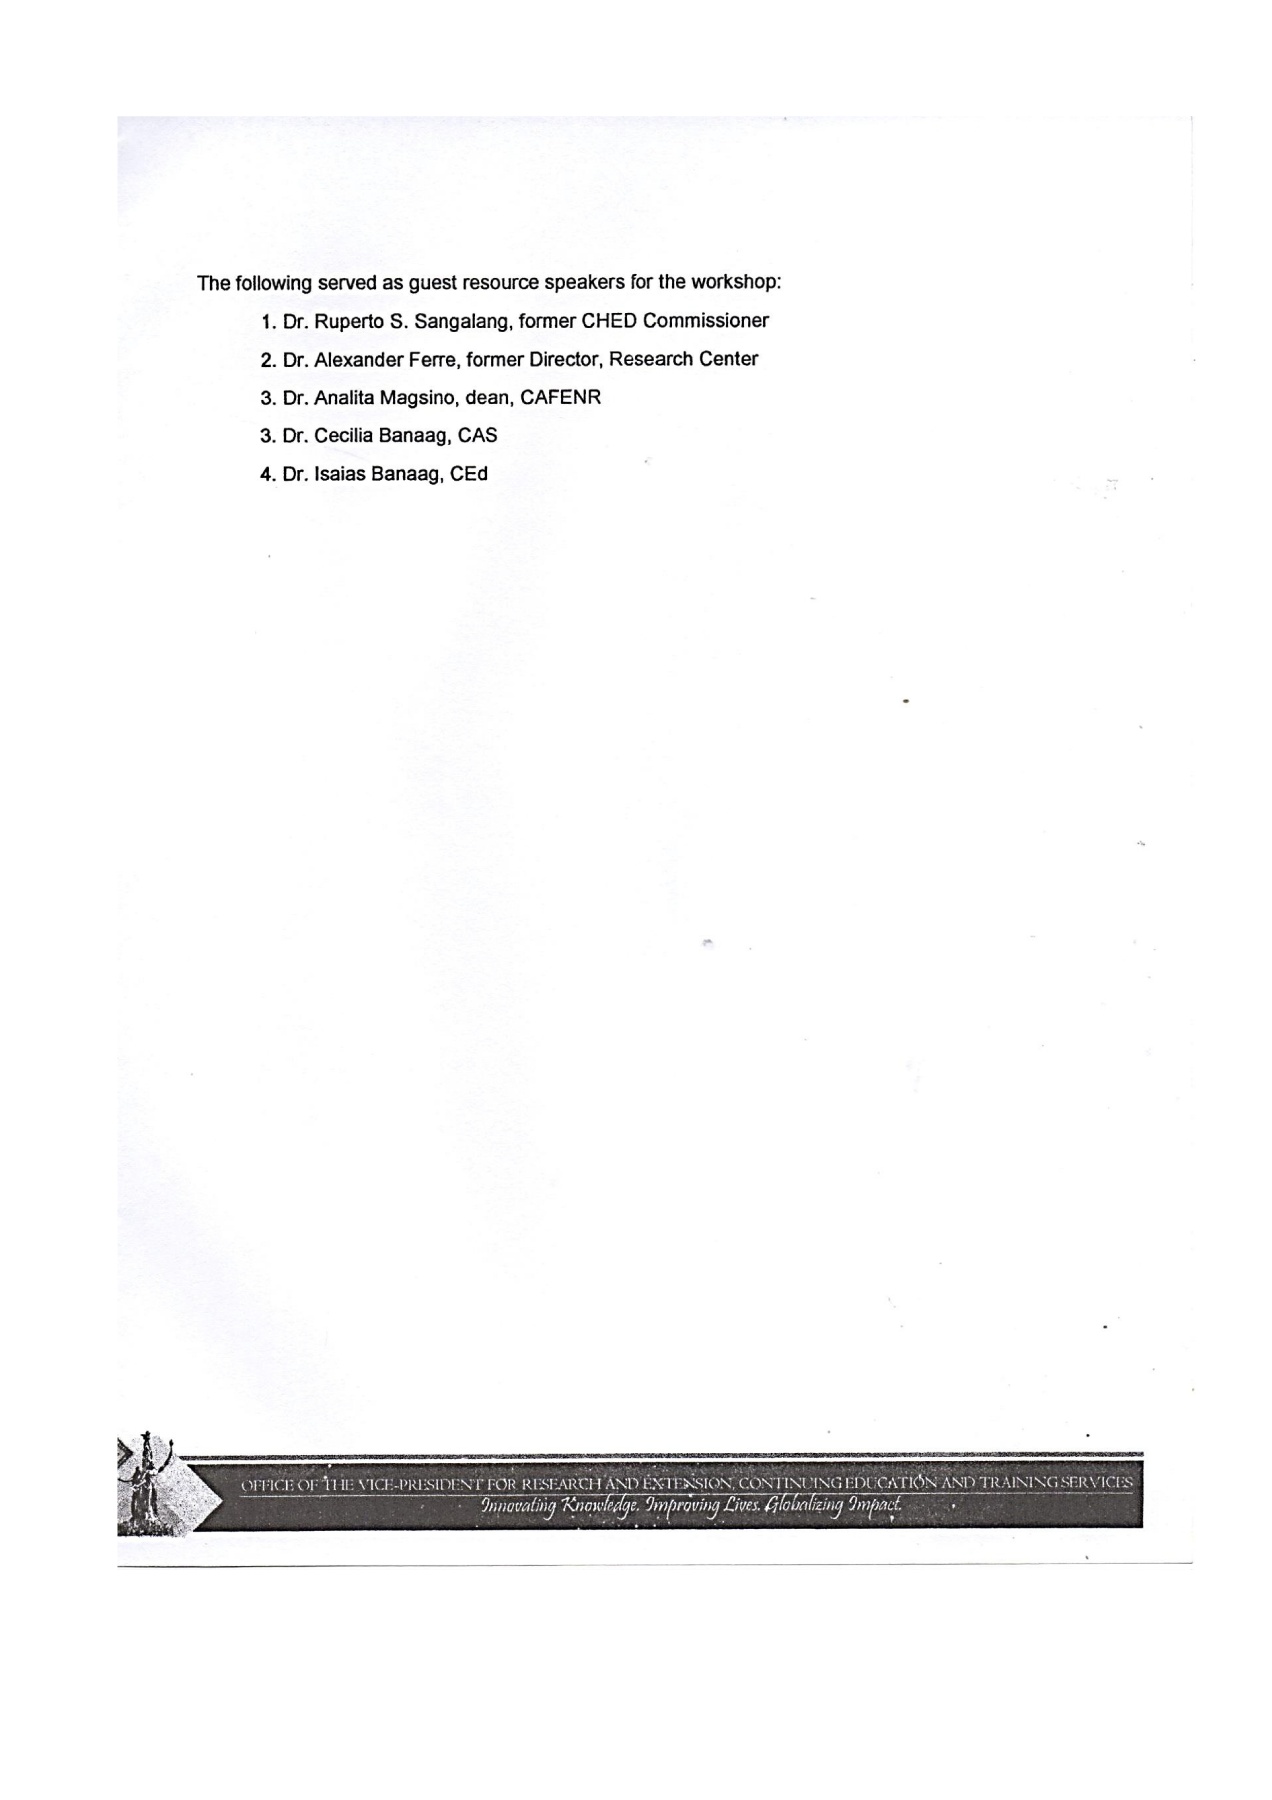 The following served as guest resource speakers for the workshop:
1. Dr. Ruperto S. Sangalang, former CHED Commissioner
2. Dr. Alexander Ferre, former Director, Research Center
3. Dr. Analita Magsino, dean, CAFENR
3. Dr. Cecilia Banaag, CAS
4. Dr. Isaias Banaag, CEd
OFFICE OF THE VICE-PRESIDENT FOR RESEARCH AND EXTENSION, CONTINUING EDUCATION AND TRAINING SERVICES
Innovating Knowledge. Improving Lives. Globalizing Impact.